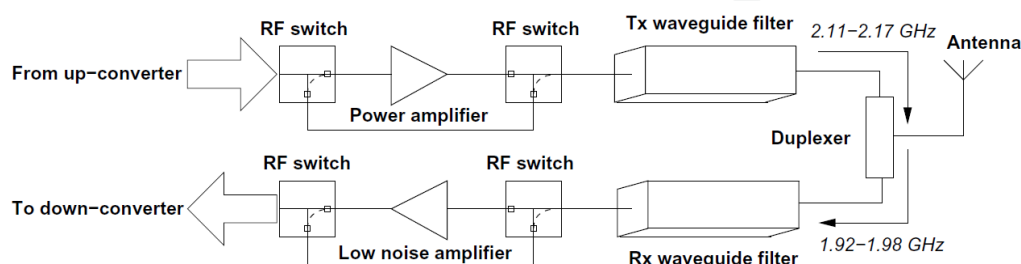 RF switch
RF switch
Tx waveguide filter
2.11−2.17 GHz
Antenna
From up−converter
Power amplifier
Duplexer
RF switch
RF switch
To down−converter
Low noise amplifier
Rx waveguide filter
1.92−1.98 GHz